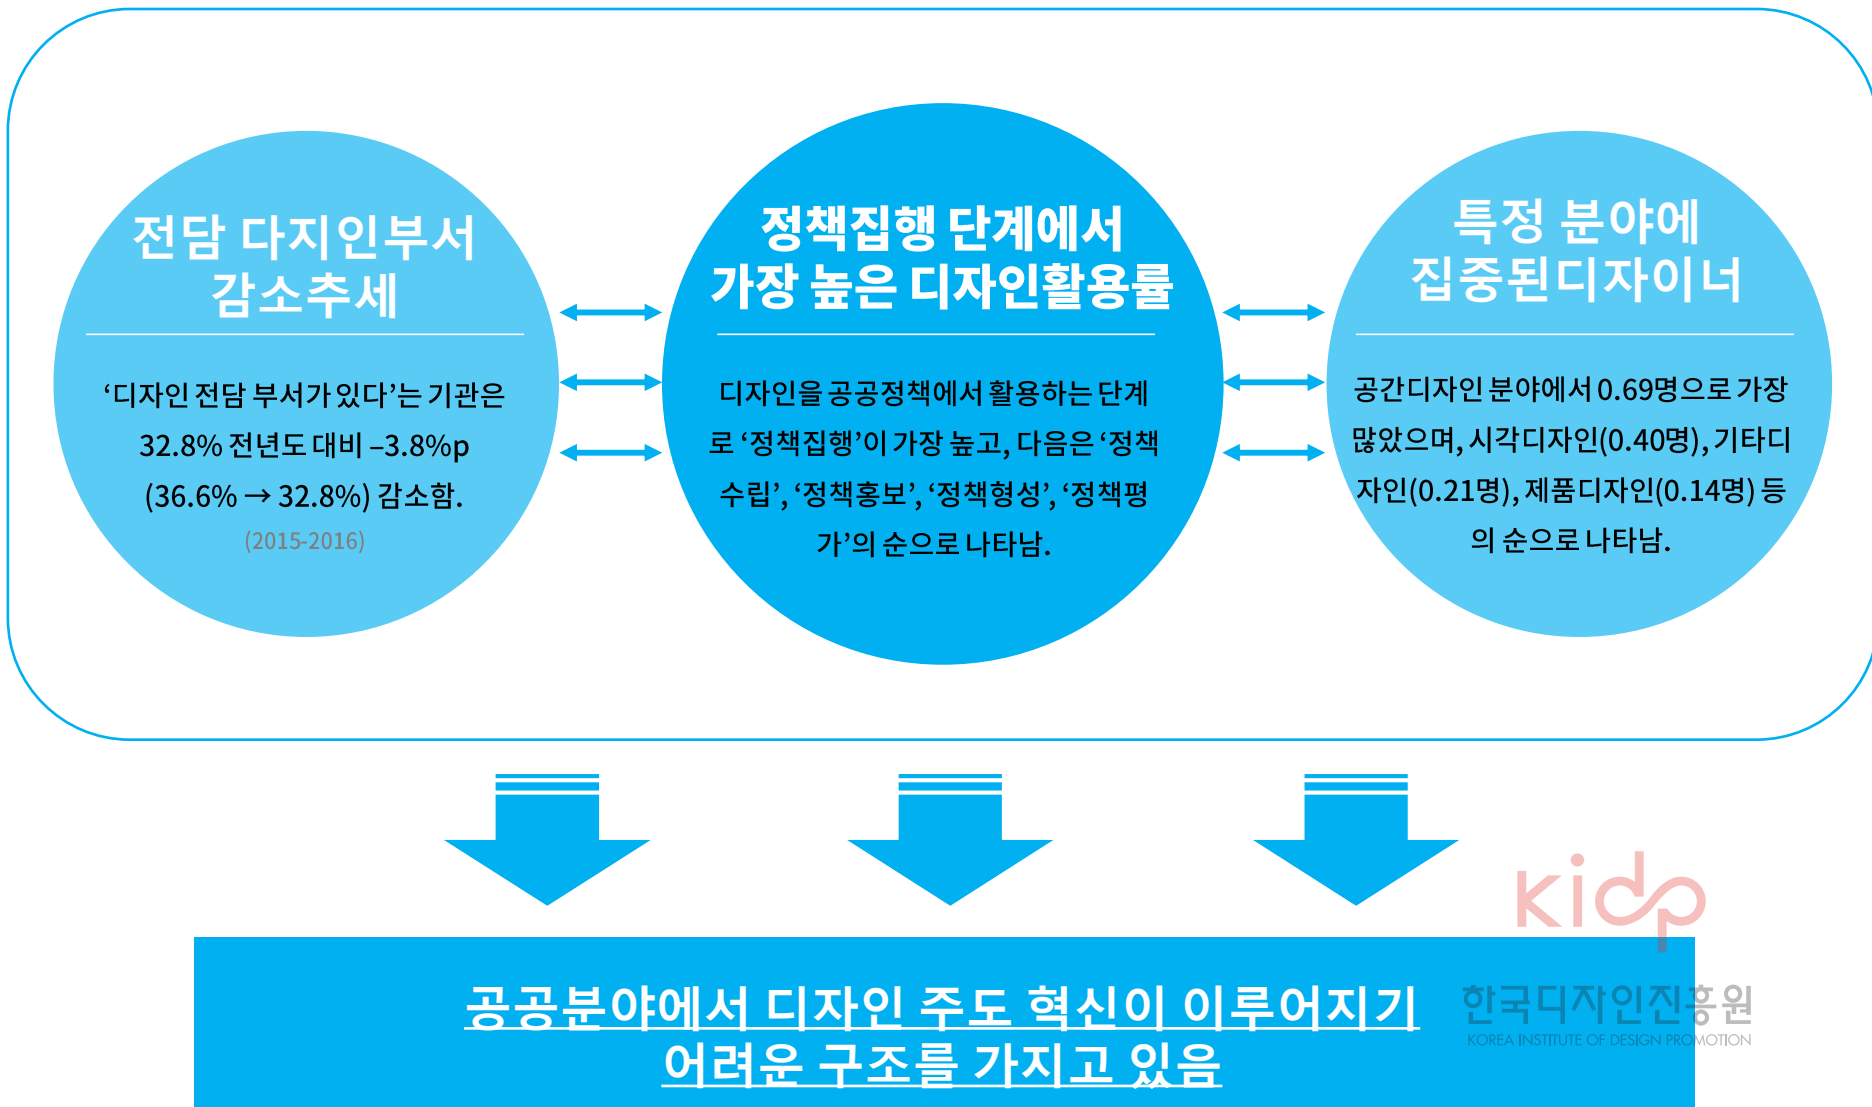 전담 다지인부서
감소추세
‘디자인 전담 부서가 있다’는 기관은
32.8% 전년도 대비 –3.8%p
(36.6% → 32.8%) 감소함.
(2015-2016)
정책집행 단계에서
가장 높은 디자인활용률
디자인을 공공정책에서 활용하는 단계
로 ‘정책집행’이 가장 높고, 다음은 ‘정책
수립’, ‘정책홍보’, ‘정책형성’, ‘정책평
가’의 순으로 나타남.
특정 분야에
집중된디자이너
공간디자인 분야에서 0.69명으로 가장
많았으며, 시각디자인(0.40명), 기타디
자인(0.21명), 제품디자인(0.14명) 등
의 순으로 나타남.
공공분야에서 디자인 주도 혁신이 이루어지기
어려운 구조를 가지고 있음
kidp
한국디자인진흥원
KOREA INSTITUTE OF DESIGN PROMOTION